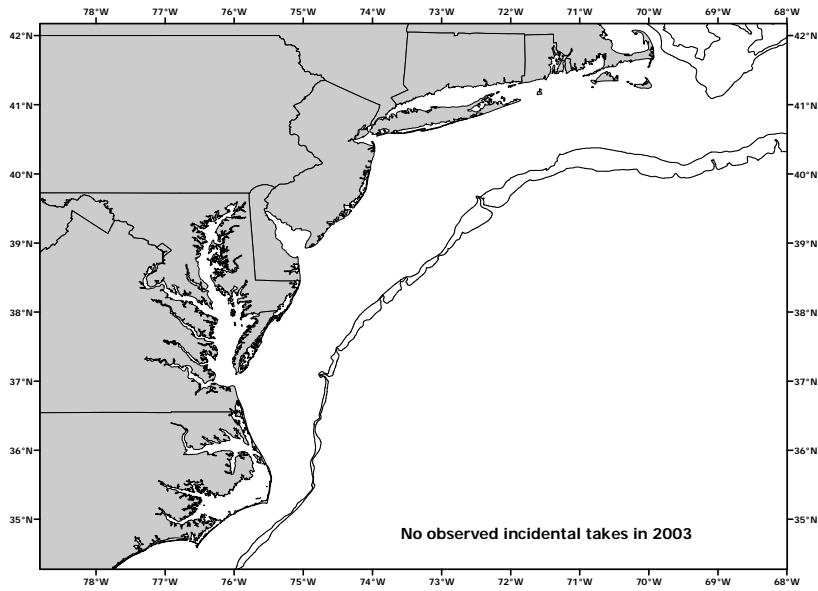 78°W 77°W 76°W 75°W 74°W 73°W 72°W 71°W 70°W 69°W 68°W
42°N 42°N
41°N 41°N
40°N 40°N
39°N 39°N
38°N 38°N
37°N 37°N
36°N 36°N
35°N 35°N
No observed incidental takes in 2003
78°W 77°W 76°W 75°W 74°W 73°W 72°W 71°W 70°W 69°W 68°W